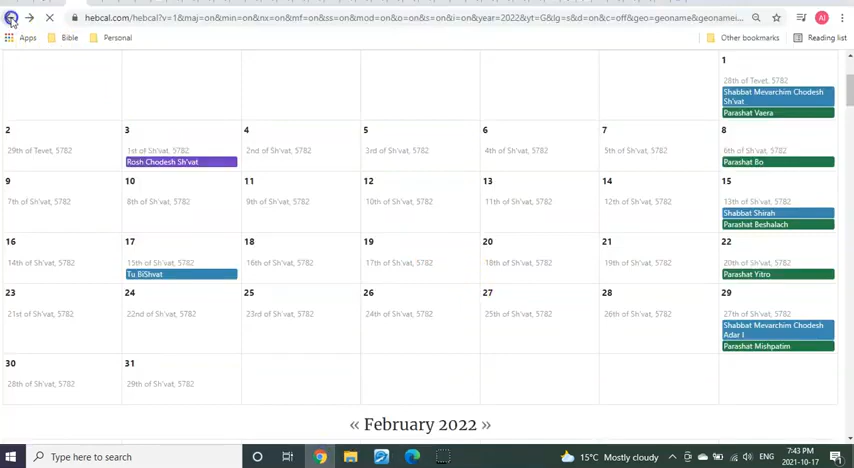 hebcal.com/hebcal?v=1&maj=on&min=on&nx=on&mf=on&ss=on&mod=on&o=on&s=on&i=on&year=2022&yt=G&lg=s&d=on&c=off&geo=geoname&geonamei...
AI
Apps Bible Personal Other bookmarks Reading list
1
28th of Tevet, 5782
Shabbat Mevarchim Chodesh
Sh'vat
Parashat Vaera
2 3 4 5 6 7 8
29th of Tevet, 5782 1st of Sh'vat, 5782 2nd of Sh'vat, 5782 3rd of Sh'vat, 5782 4th of Sh'vat, 5782 5th of Sh'vat, 5782 6th of Sh'vat, 5782
Rosh Chodesh Sh'vat Parashat Bo
9 10 11 12 13 14 15
7th of Sh'vat, 5782 8th of Sh'vat, 5782 9th of Sh'vat, 5782 10th of Sh'vat, 5782 11th of Sh'vat, 5782 12th of Sh'vat, 5782 13th of Sh'vat, 5782
Shabbat Shirah
Parashat Beshalach
16 17 18 19 20 21 22
14th of Sh'vat, 5782 15th of Sh'vat, 5782 16th of Sh'vat, 5782 17th of Sh'vat, 5782 18th of Sh'vat, 5782 19th of Sh'vat, 5782 20th of Sh'vat, 5782
Tu BiShvat Parashat Yitro
23 24 25 26 27 28 29
21st of Sh'vat, 5782 22nd of Sh'vat, 5782 23rd of Sh'vat, 5782 24th of Sh'vat, 5782 25th of Sh'vat, 5782 26th of Sh'vat, 5782 27th of Sh'vat, 5782
Shabbat Mevarchim Chodesh
Adar I
Parashat Mishpatim
30 31
28th of Sh'vat, 5782 29th of Sh'vat, 5782
« February 2022 »
Type here to search 15°C Mostly cloudy ENG 7:43 PM
2021-10-17